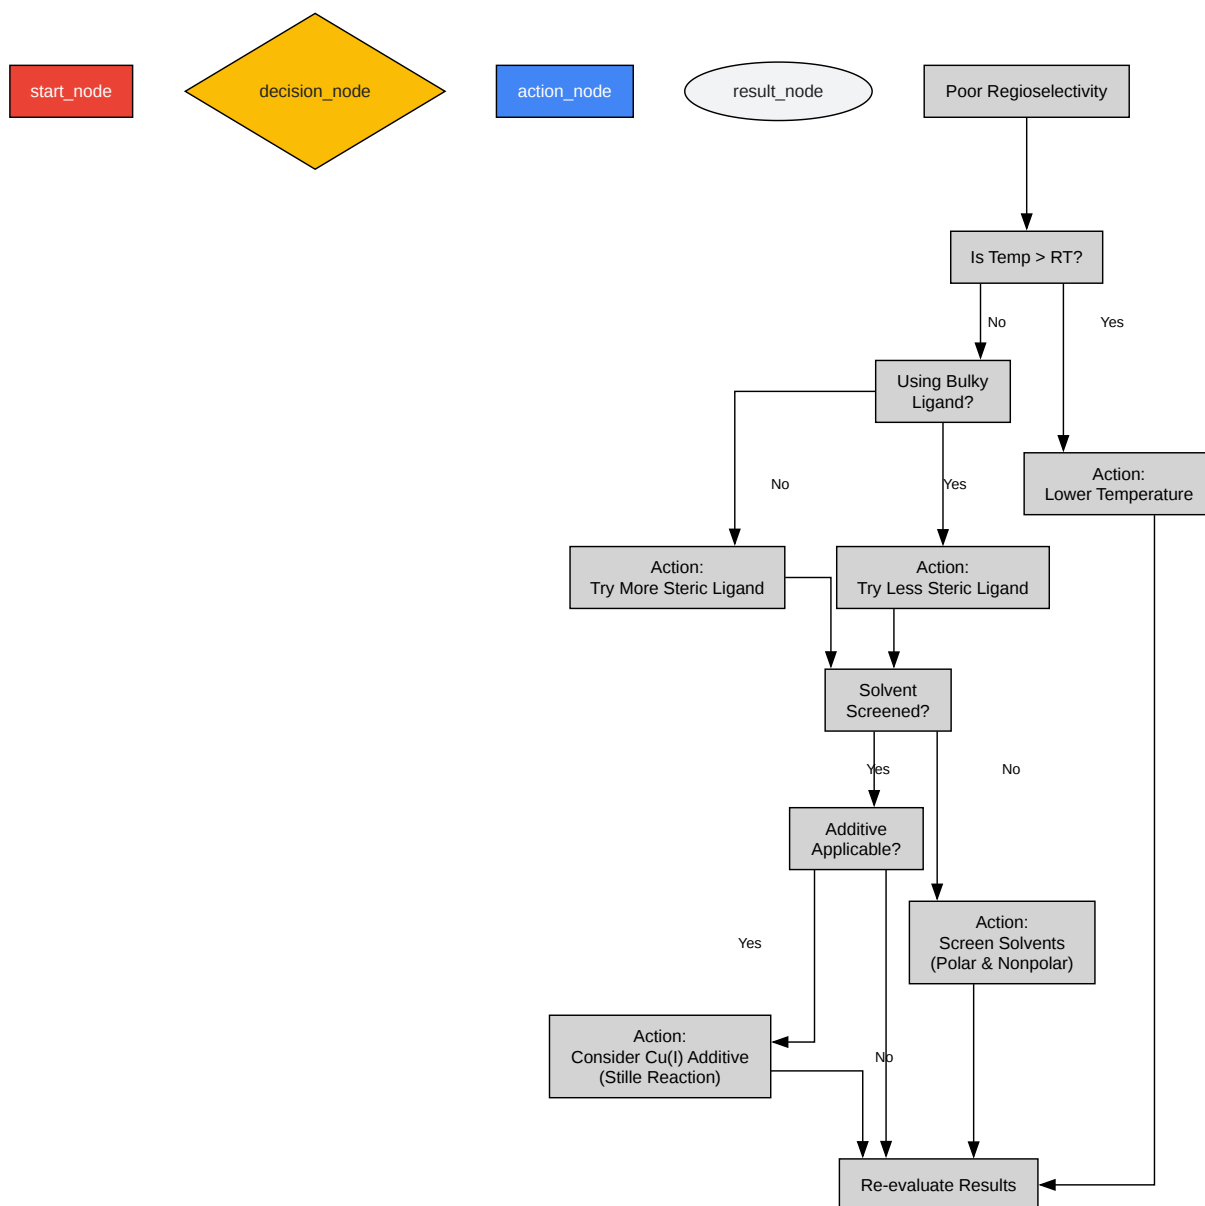 start_node
decision_node
action_node
result_node
Poor Regioselectivity
Is Temp > RT?
No
Yes
Using Bulky
Ligand?
Action:
Lower Temperature
No
Yes
Action:
Try More Steric Ligand
Action:
Try Less Steric Ligand
Solvent
Screened?
Yes
No
Additive
Applicable?
Action:
Screen Solvents
(Polar & Nonpolar)
Yes
Action:
Consider Cu(I) Additive
(Stille Reaction)
No
Re-evaluate Results